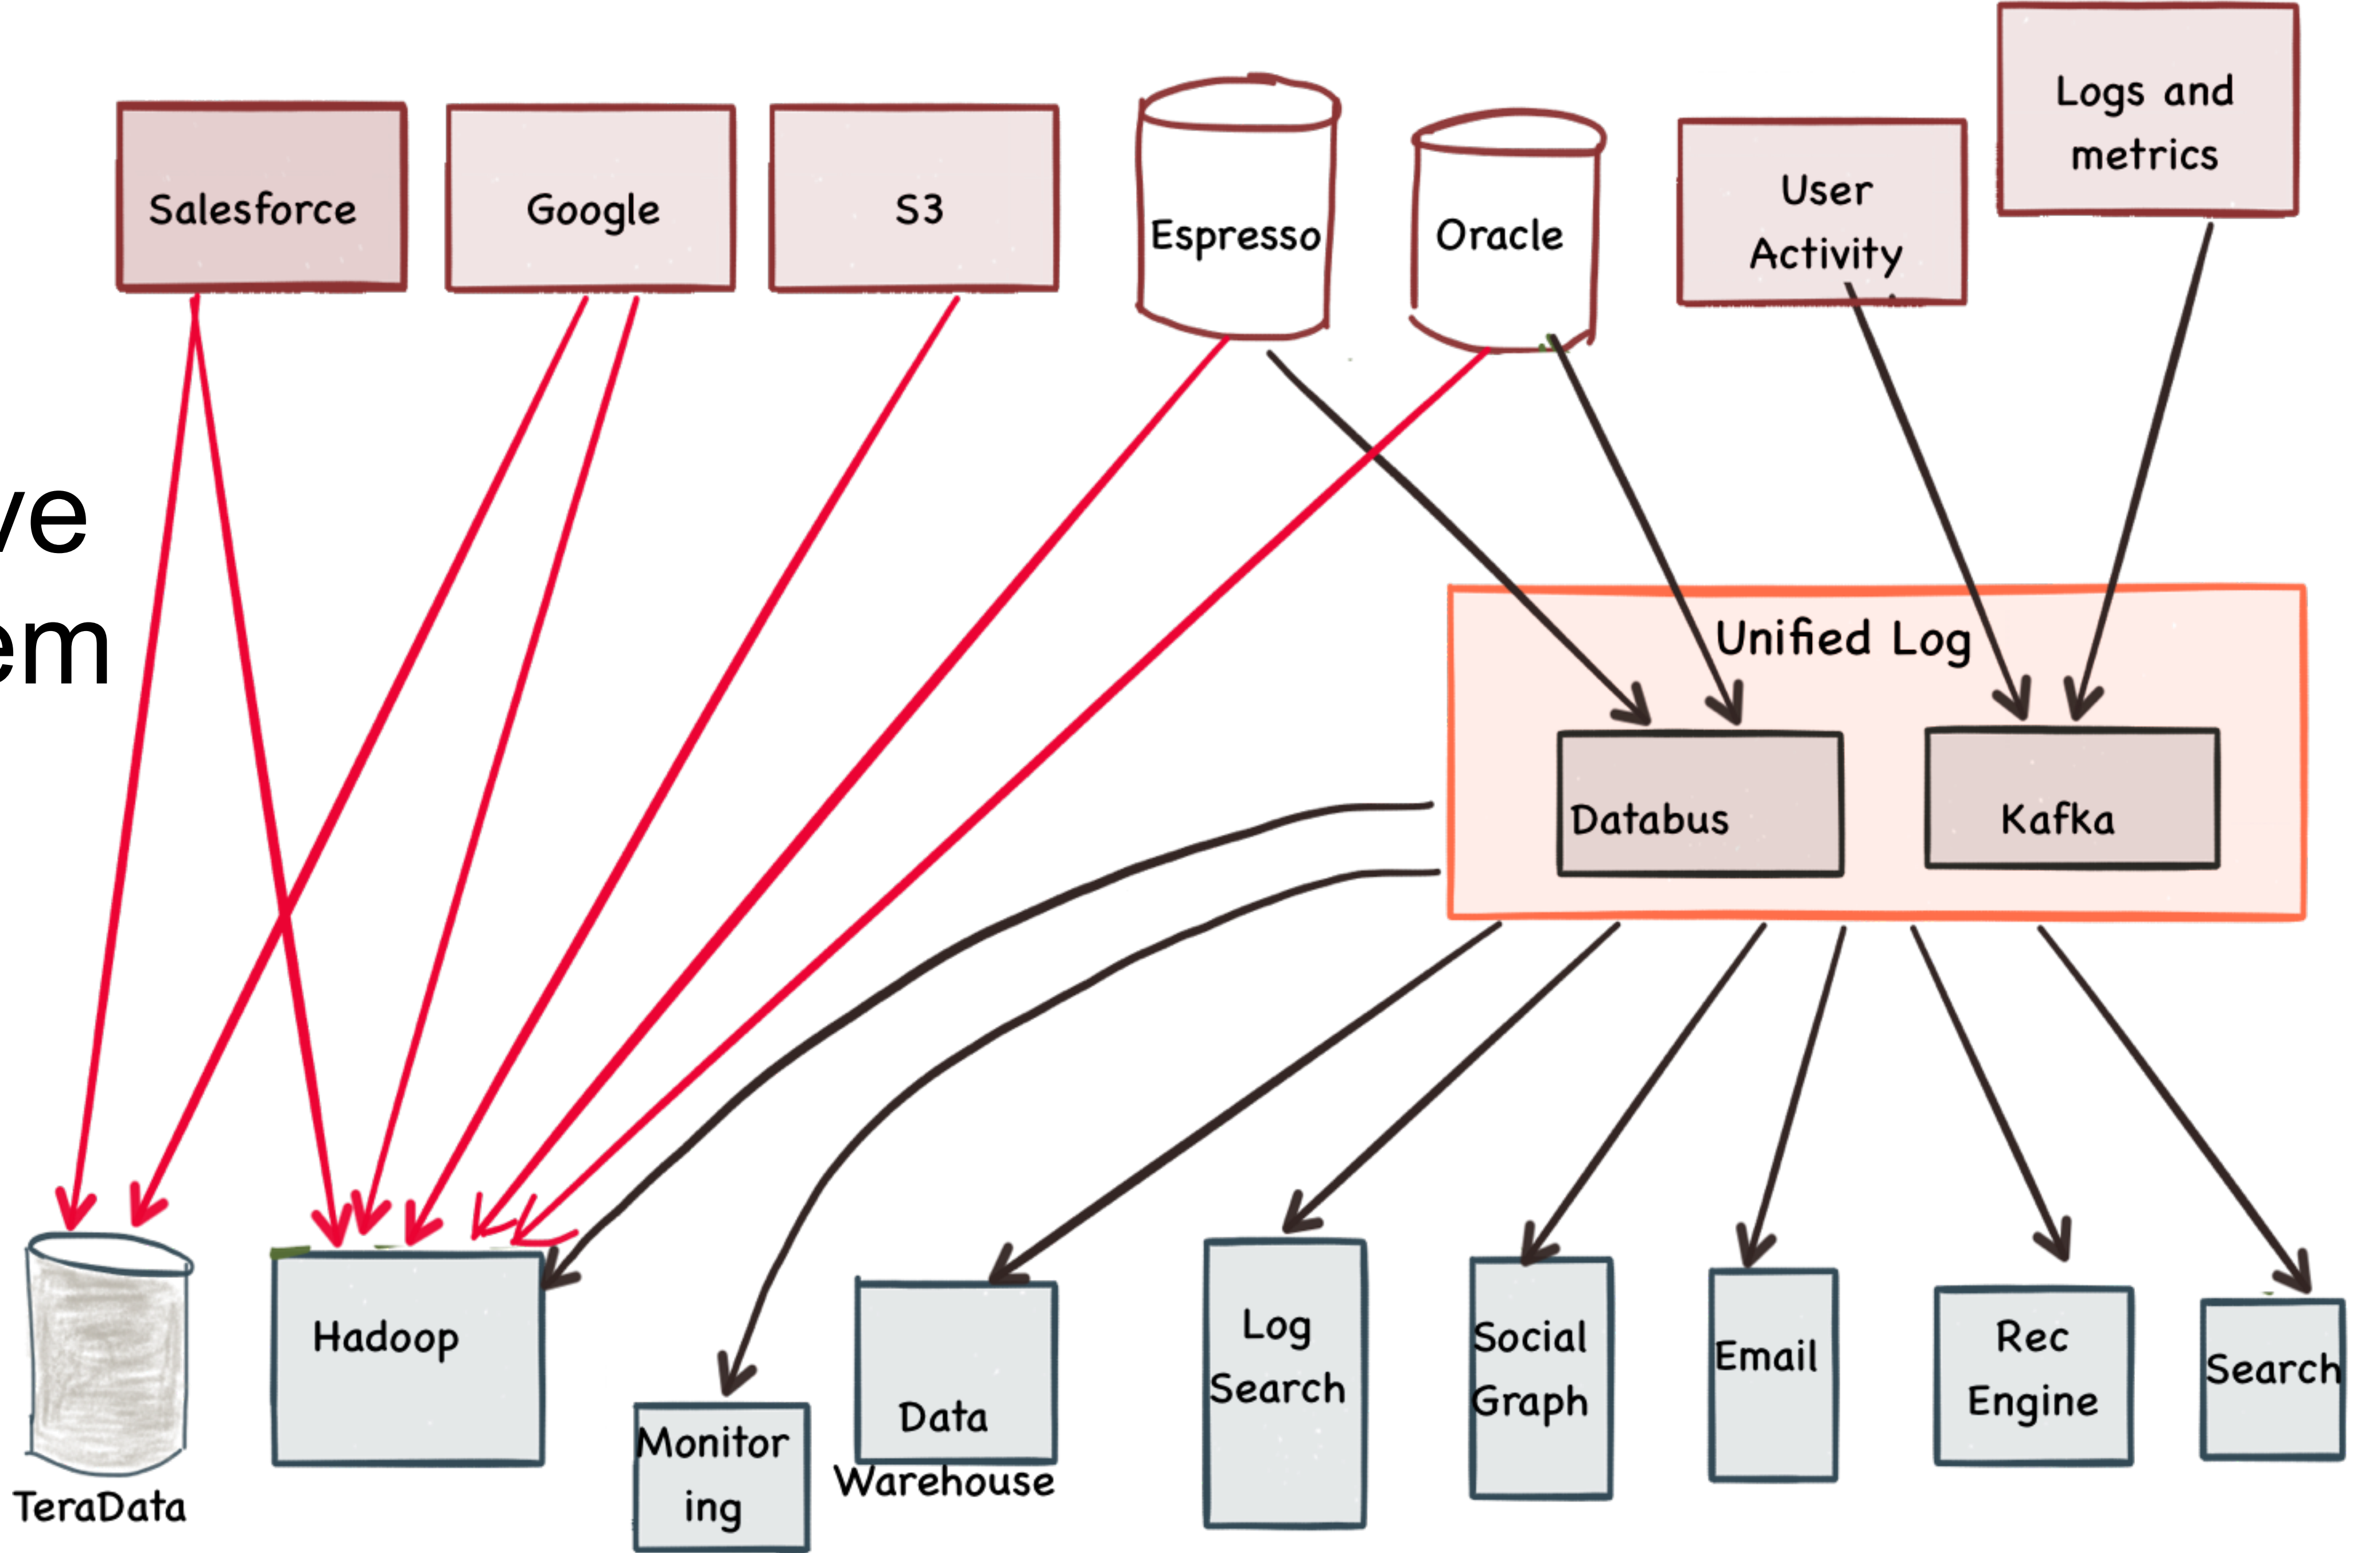 Logs and
metrics
Salesforce
Google
S3
Espresso
Oracle
User
Activity
ve
em
Unified Log
Databus
Kafka
TeraData
Hadoop
Monitor
ing
Data
Warehouse
Log
Search
Social
Graph
Email
Rec
Engine
Search